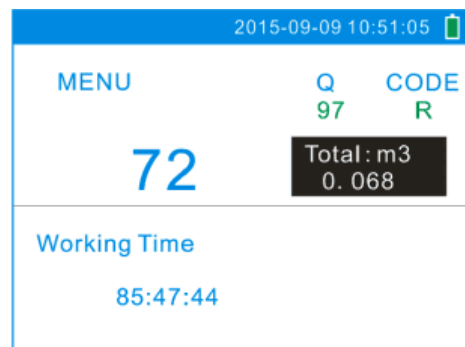 2015-09-09 10:51:05
MENU Q CODE
97 R
72 Total:m3
0.068
Working Time
85:47:44